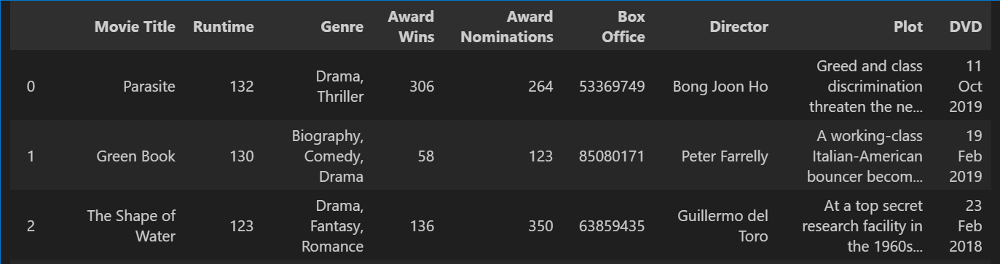 Movie Title Runtime Genre Award Wins Award Nominations Box Office Director Plot DVD
0 Parasite 132 Drama, Thriller 306 264 53369749 Bong Joon Ho Greed and class discrimination threaten the ne... 11 Oct 2019
1 Green Book 130 Biography, Comedy, Drama 58 123 85080171 Peter Farrelly A working-class Italian-American bouncer becom... 19 Feb 2019
2 The Shape of Water 123 Drama, Fantasy, Romance 136 350 63859435 Guillermo del Toro At a top secret research facility in the 1960s... 23 Feb 2018